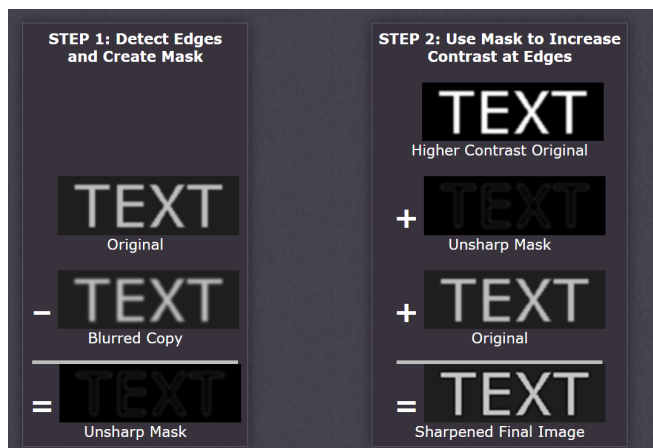 STEP 1: Detect Edges
and Create Mask
TEXT
Original
−
TEXT
Blurred Copy
=
TEXT
Unsharp Mask
STEP 2: Use Mask to Increase
Contrast at Edges
TEXT
Higher Contrast Original
+
TEXT
Unsharp Mask
+
TEXT
Original
=
TEXT
Sharpened Final Image